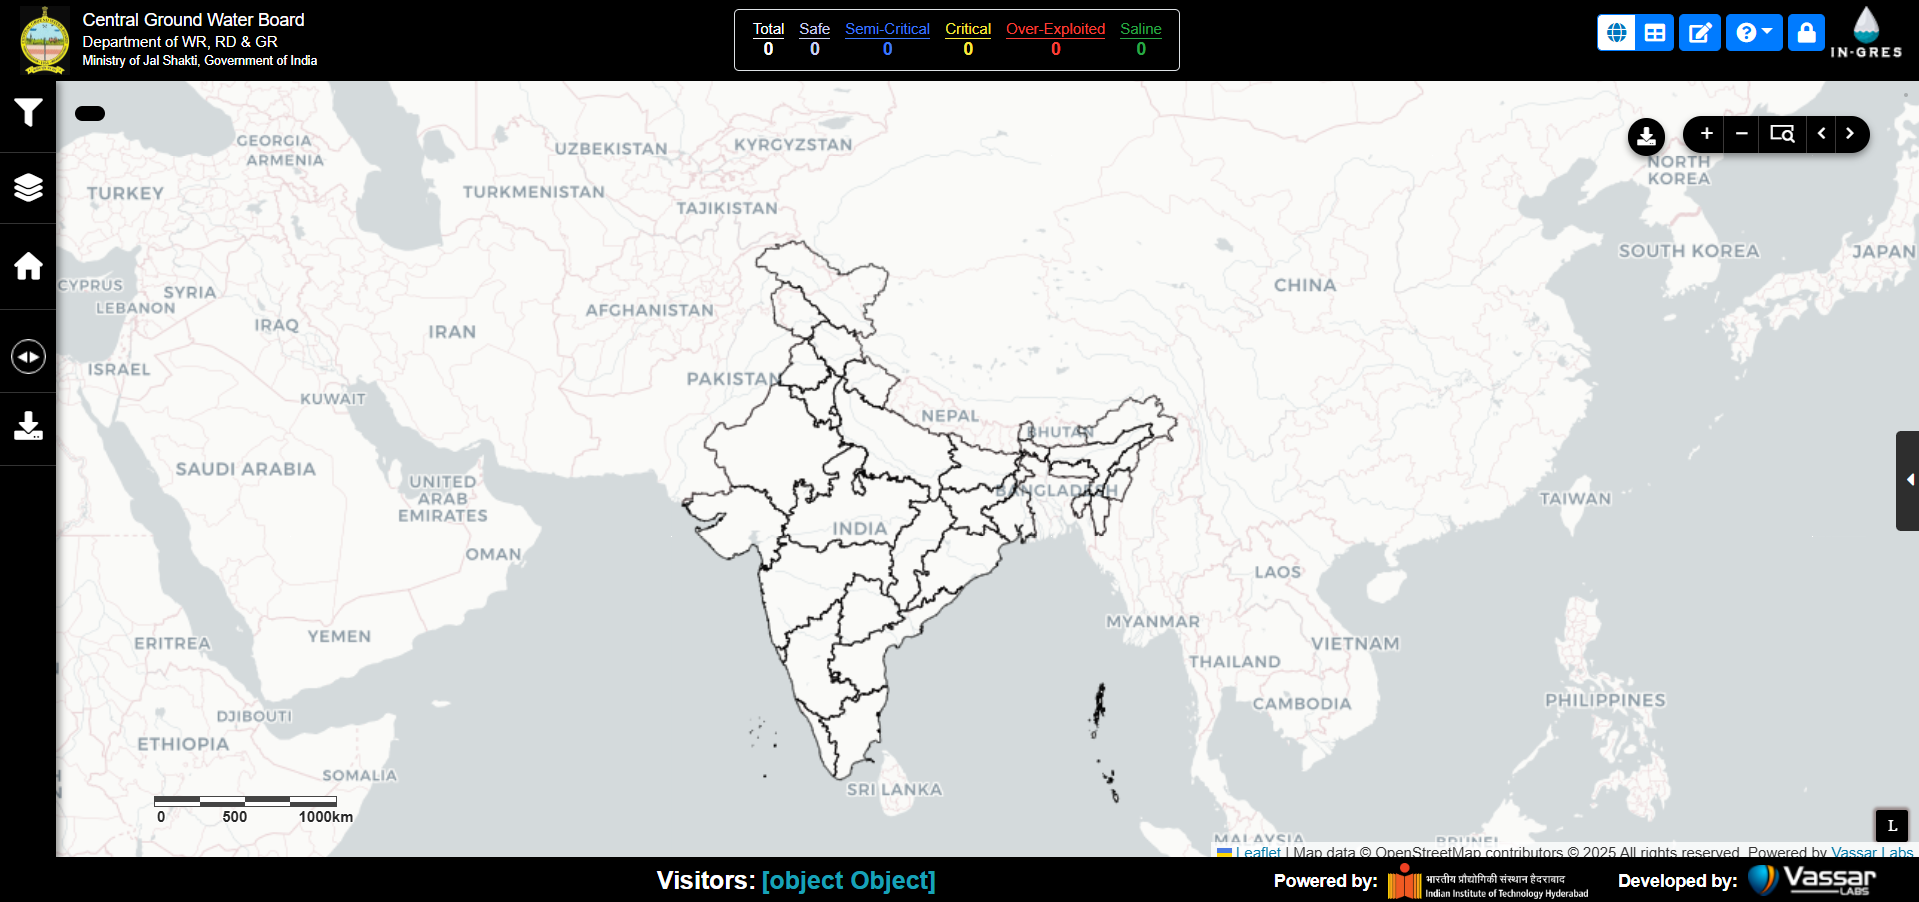 Central Ground Water Board
Department of WR, RD & GR
Ministry of Jal Shakti, Government of India
Total Safe Semi-Critical Critical Over-Exploited Saline
0 0 0 0 0 0
IN-GRES
GEORGIA
ARMENIA
UZBEKISTAN
KYRGYZSTAN
TURKEY
TURKMENISTAN
TAJIKISTAN
NORTH
KOREA
SOUTH KOREA
JAPAN
CYPRUS
SYRIA
LEBANON
IRAQ
IRAN
AFGHANISTAN
CHINA
ISRAEL
KUWAIT
PAKISTAN
NEPAL
BHUTAN
SAUDI ARABIA
UNITED
ARAB
EMIRATES
BANGLADESH
TAIWAN
INDIA
OMAN
LAOS
ERITREA
YEMEN
MYANMAR
VIETNAM
THAILAND
PHILIPPINES
CAMBODIA
DJIBOUTI
ETHIOPIA
SOMALIA
SRI LANKA
0 500 1000km
L
MALAYSIA
BRUNEI
Leaflet | Map data © OpenStreetMap contributors © 2025 All rights reserved. Powered by Vassar Labs
Visitors: [object Object]
Powered by:
भारतीय प्रौद्योगिकी संस्थान हैदराबाद
Indian Institute of Technology Hyderabad
Developed by:
Vassar
LABS